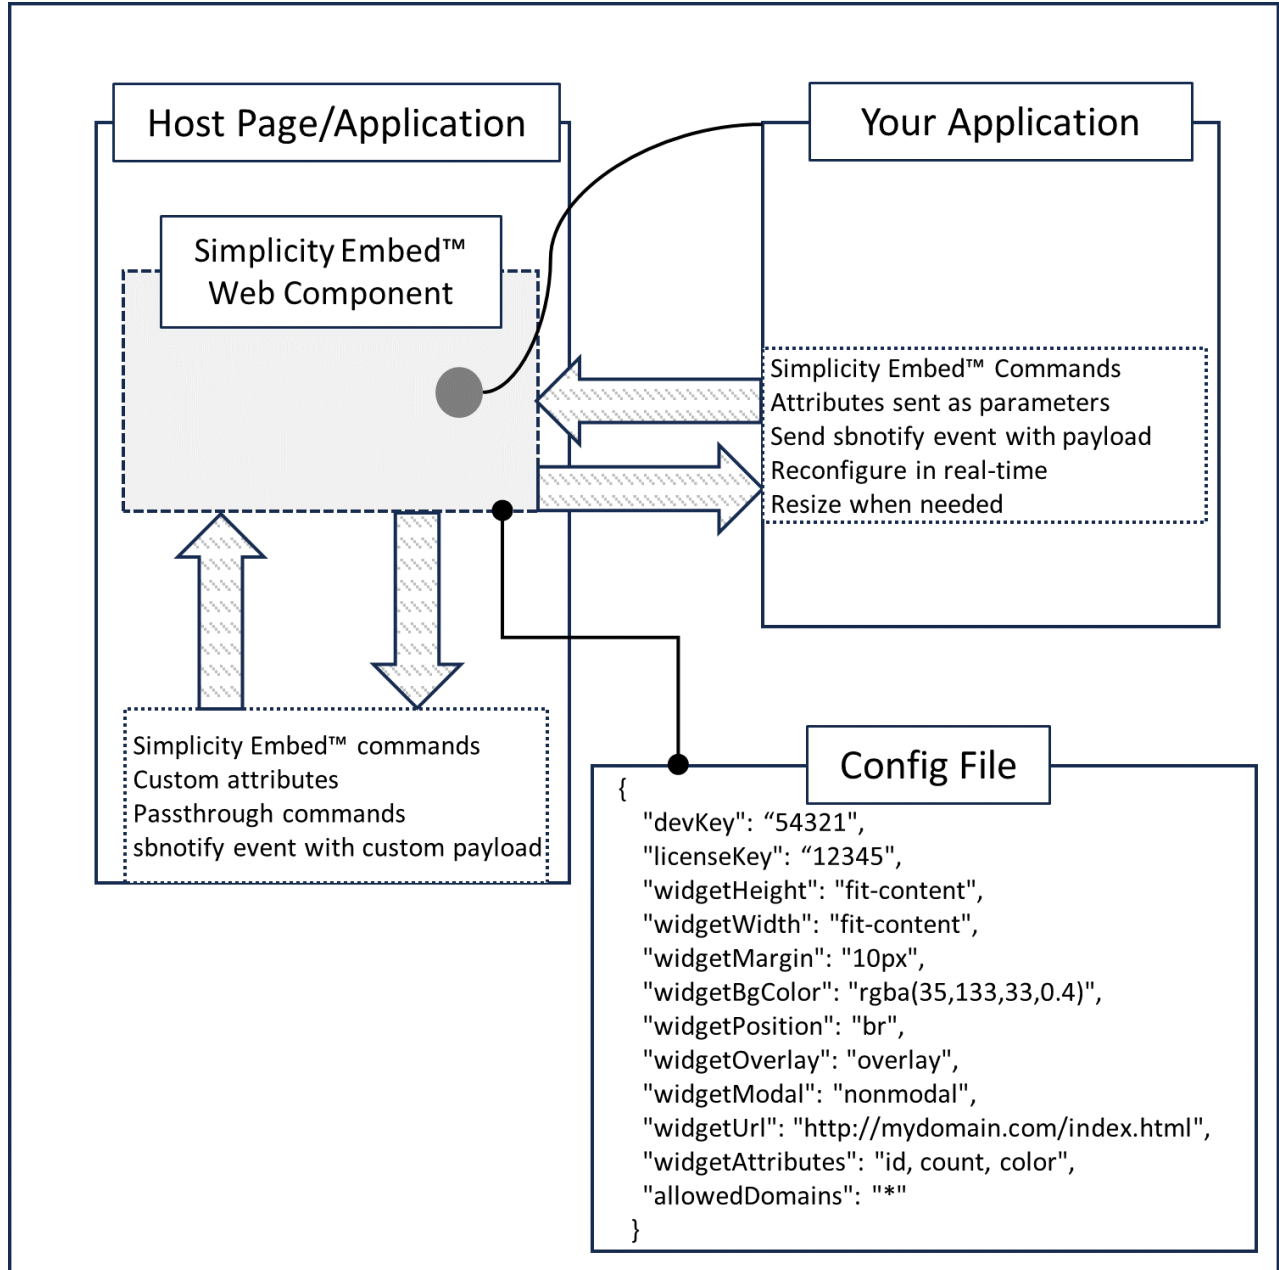 Host Page/Application
Your Application
Simplicity Embed™
Web Component
Simplicity Embed™ Commands
Attributes sent as parameters
Send sbnotify event with payload
Reconfigure in real-time
Resize when needed
Simplicity Embed™ commands
Custom attributes
Passthrough commands
sbnotify event with custom payload
Config File
{
"devKey": “54321",
"licenseKey": “12345",
"widgetHeight": "fit-content",
"widgetWidth": "fit-content",
"widgetMargin": "10px",
"widgetBgColor": "rgba(35,133,33,0.4)",
"widgetPosition": "br",
"widgetOverlay": "overlay",
"widgetModal": "nonmodal",
"widgetUrl": "http://mydomain.com/index.html",
"widgetAttributes": "id, count, color",
"allowedDomains": "*"
}